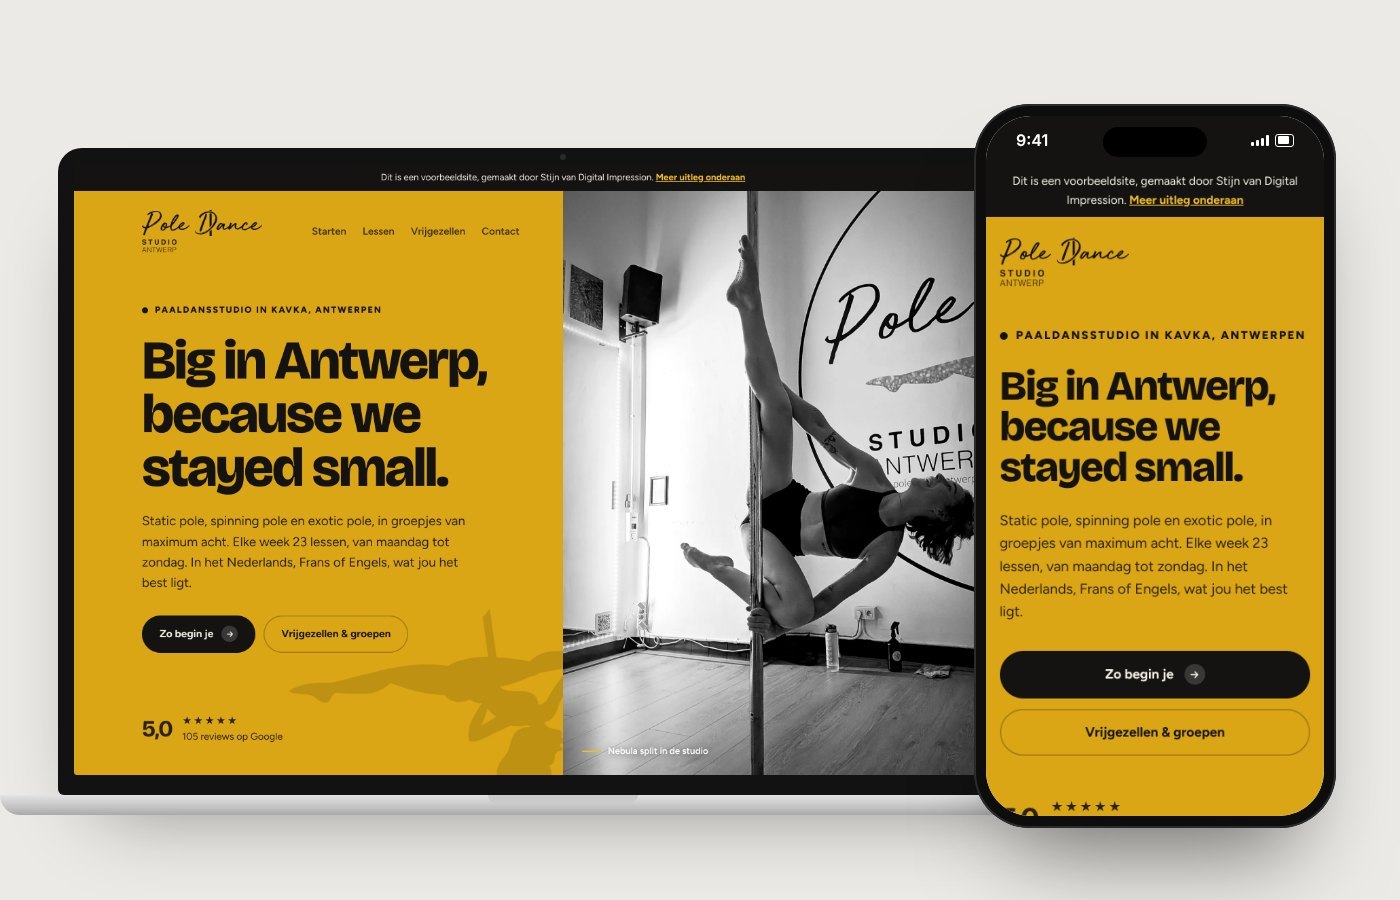 Dit is een voorbeeldsite, gemaakt door Stijn van Digital Impression. Meer uitleg onderaan
Pole Dance
STUDIO
ANTWERP
Starten Lessen Vrijgezellen Contact
PAALDANSSTUDIO IN KAVKA, ANTWERPEN
Big in Antwerp,
because we
stayed small.
Static pole, spinning pole en exotic pole, in groepjes van
maximum acht. Elke week 23 lessen, van maandag tot
zondag. In het Nederlands, Frans of Engels, wat jou het
best ligt.
Zo begin je Vrijgezellen & groepen
5,0 ★★★★★
105 reviews op Google
Pole
STUDIO
ANTWER
Nebula split in de studio
9:41
Dit is een voorbeeldsite, gemaakt door Stijn van Digital
Impression. Meer uitleg onderaan
Pole Dance
STUDIO
ANTWERP
PAALDANSSTUDIO IN KAVKA, ANTWERPEN
Big in Antwerp,
because we
stayed small.
Static pole, spinning pole en exotic pole, in
groepjes van maximum acht. Elke week 23
lessen, van maandag tot zondag. In het
Nederlands, Frans of Engels, wat jou het best
ligt.
Zo begin je
Vrijgezellen & groepen
★★★★★